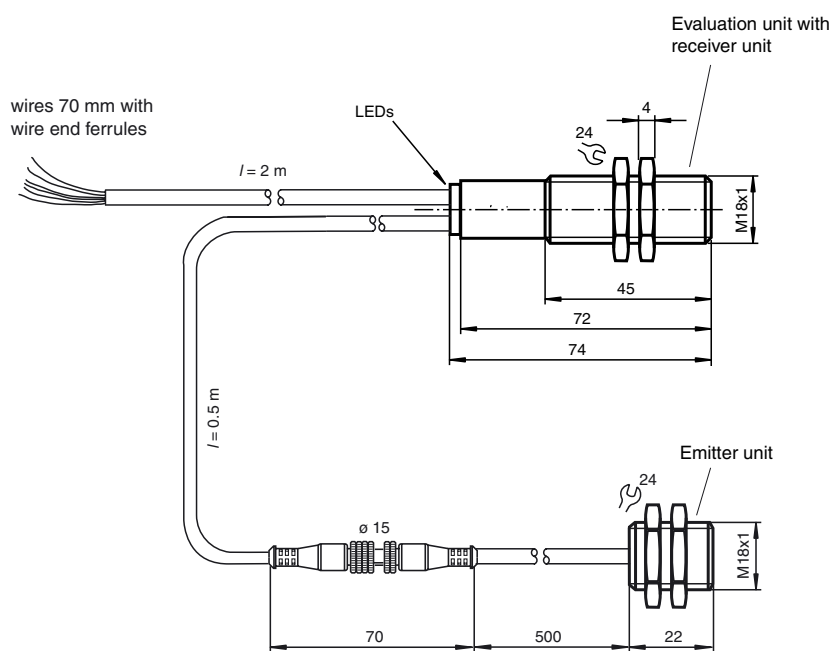 Evaluation unit with
receiver unit
wires 70 mm with
wire end ferrules
LEDs
4
24
l = 2 m
M18x1
45
72
74
l = 0.5 m
Emitter unit
24
ø 15
M18x1
70
500
22